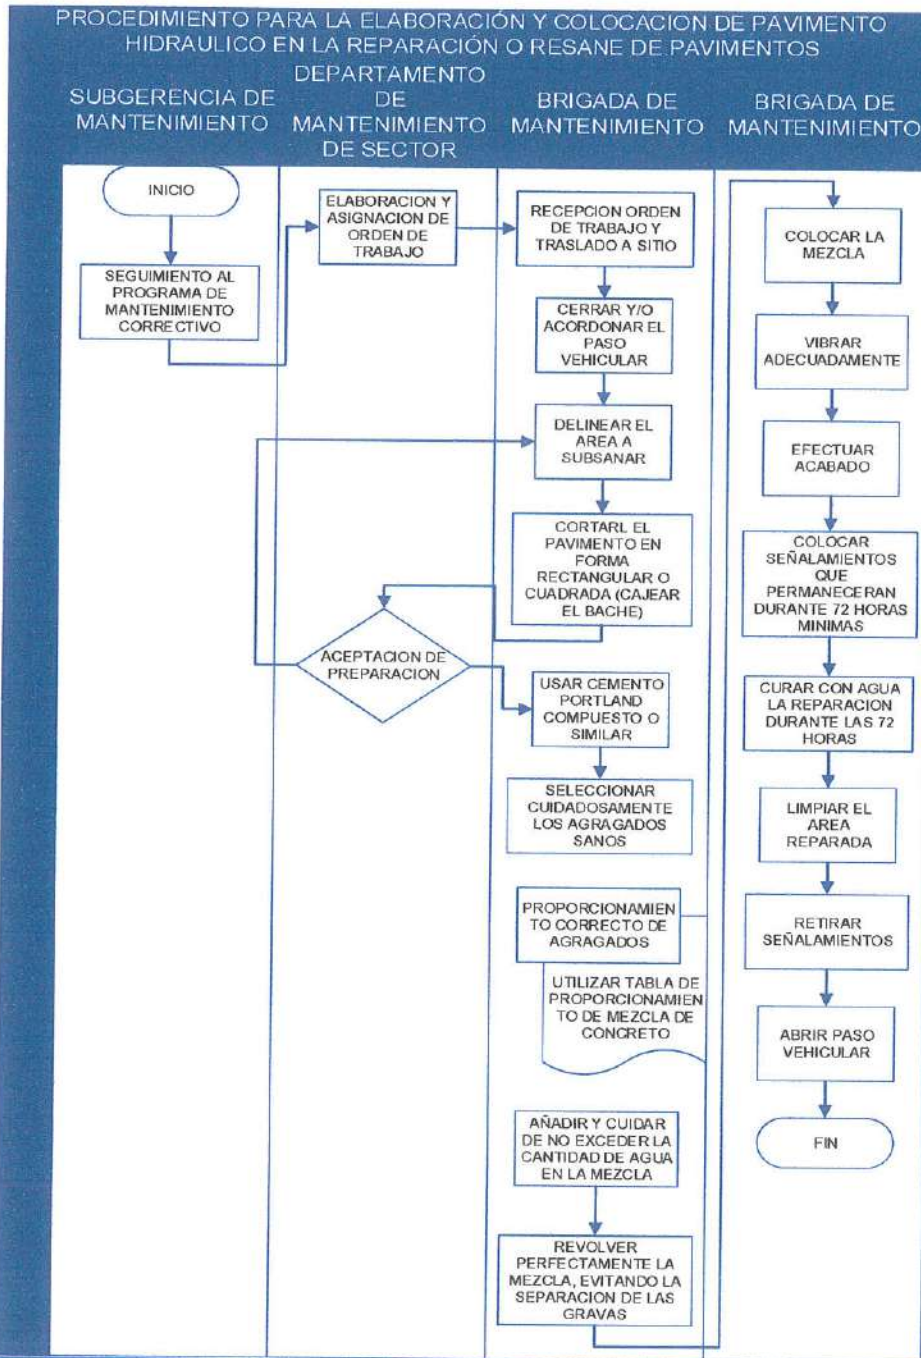 PROCEDIMIENTO PARA LA ELABORACIÓN Y COLOCACION DE PAVIMENTO
HIDRAULICO EN LA REPARACIÓN O RESANE DE PAVIMENTOS
SUBGERENCIA DE
MANTENIMIENTO
DEPARTAMENTO
DE
MANTENIMIENTO
DE SECTOR
BRIGADA DE
MANTENIMIENTO
BRIGADA DE
MANTENIMIENTO
INICIO
SEGUIMIENTO AL
PROGRAMA DE
MANTENIMIENTO
CORRECTIVO
ELABORACION Y
ASIGNACION DE
ORDEN DE
TRABAJO
RECEPCION ORDEN
DE TRABAJO Y
TRASLADO A SITIO
CERRAR Y/O
ACORDONAR EL
PASO
VEHICULAR
DELINEAR EL
AREA A
SUBSANAR
CORTARL EL
PAVIMENTO EN
FORMA
RECTANGULAR O
CUADRADA (CAJEAR
EL BACHE)
ACEPTACION DE
PREPARACION
USAR CEMENTO
PORTLAND
COMPUESTO O
SIMILAR
SELECCIONAR
CUIDADOSAMENTE
LOS AGRAGADOS
SANOS
PROPORCIONAMIEN
TO CORRECTO DE
AGRAGADOS
UTILIZAR TABLA DE
PROPORCIONAMIEN
TO DE MEZCLA DE
CONCRETO
AÑADIR Y CUIDAR
DE NO EXCEDER LA
CANTIDAD DE AGUA
EN LA MEZCLA
REVOLVER
PERFECTAMENTE LA
MEZCLA, EVITANDO LA
SEPARACION DE LAS
GRAVAS
COLOCAR LA
MEZCLA
VIBRAR
ADECUADAMENTE
EFECTUAR
ACABADO
COLOCAR
SEÑALAMIENTOS
QUE
PERMANECERAN
DURANTE 72 HORAS
MINIMAS
CURAR CON AGUA
LA REPARACION
DURANTE LAS 72
HORAS
LIMPIAR EL
AREA
REPARADA
RETIRAR
SEÑALAMIENTOS
ABRIR PASO
VEHICULAR
FIN